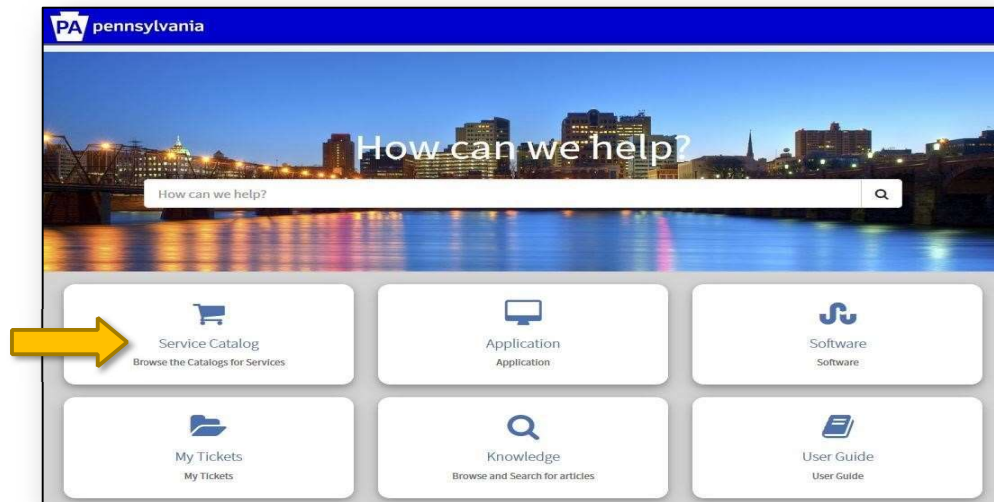 PA pennsylvania
How can we help?
How can we help?
Service Catalog
Browse the Catalogs for Services
Application
Application
Software
Software
My Tickets
My Tickets
Knowledge
Browse and Search for articles
User Guide
User Guide